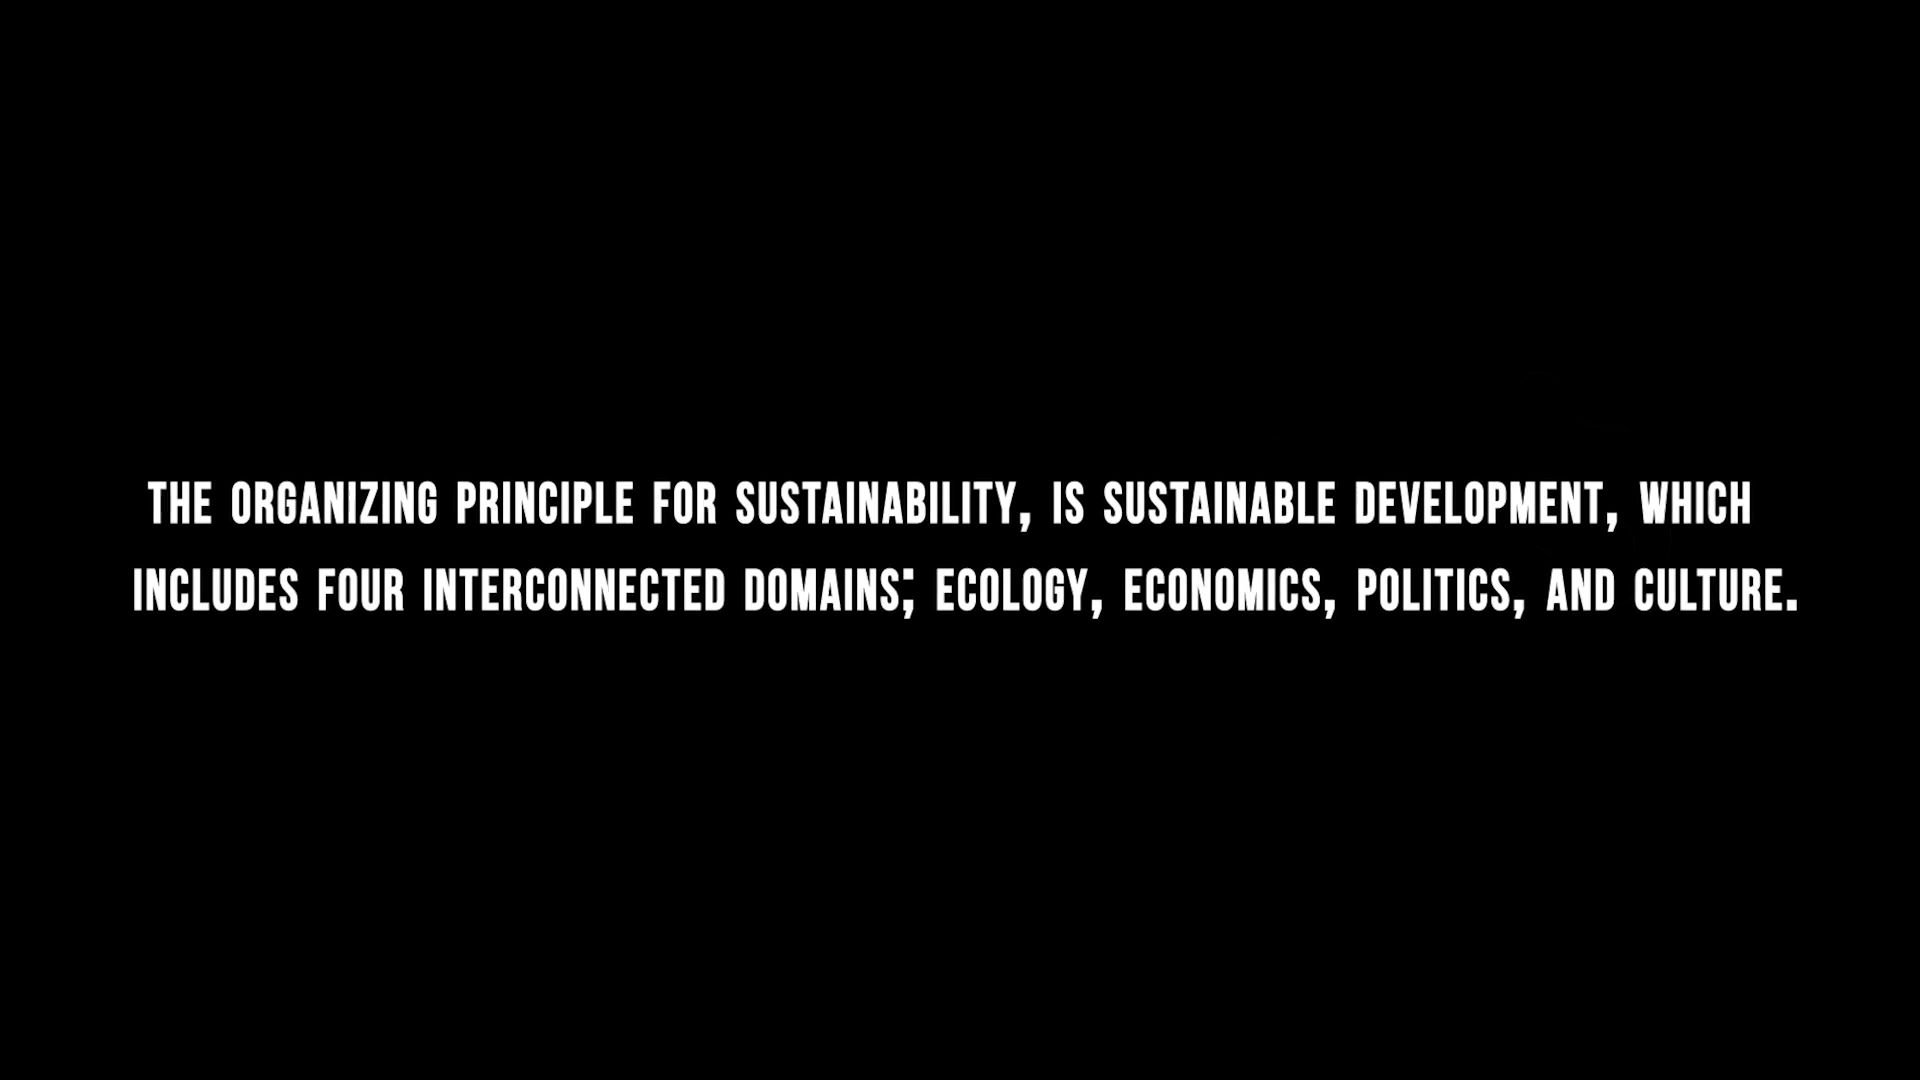 THE ORGANIZING PRINCIPLE FOR SUSTAINABILITY, IS SUSTAINABLE DEVELOPMENT, WHICH
INCLUDES FOUR INTERCONNECTED DOMAINS; ECOLOGY, ECONOMICS, POLITICS, AND CULTURE.